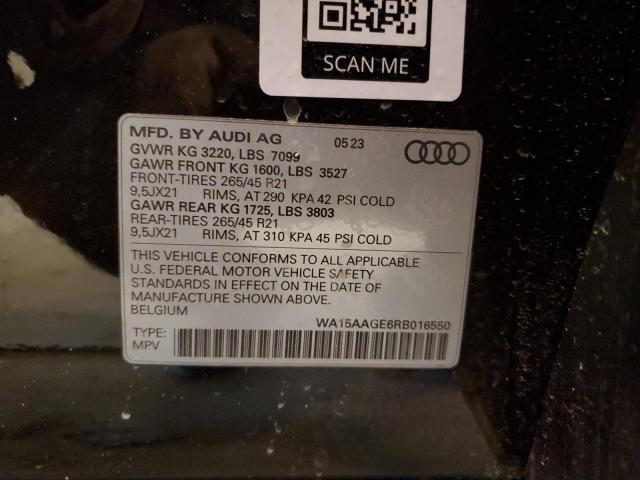 SCAN ME
MFD. BY AUDI AG 05 23
GVWR KG 3220, LBS 7099
GAWR FRONT KG 1600, LBS 3527
FRONT-TIRES 265/45 R21
9,5JX21 RIMS, AT 290 KPA 42 PSI COLD
GAWR REAR KG 1725, LBS 3803
REAR-TIRES 265/45 R21
9,5JX21 RIMS, AT 310 KPA 45 PSI COLD
THIS VEHICLE CONFORMS TO ALL APPLICABLE
U.S. FEDERAL MOTOR VEHICLE SAFETY
STANDARDS IN EFFECT ON THE DATE OF
MANUFACTURE SHOWN ABOVE.
BELGIUM
WA15AAGE6RB016550
TYPE:
MPV